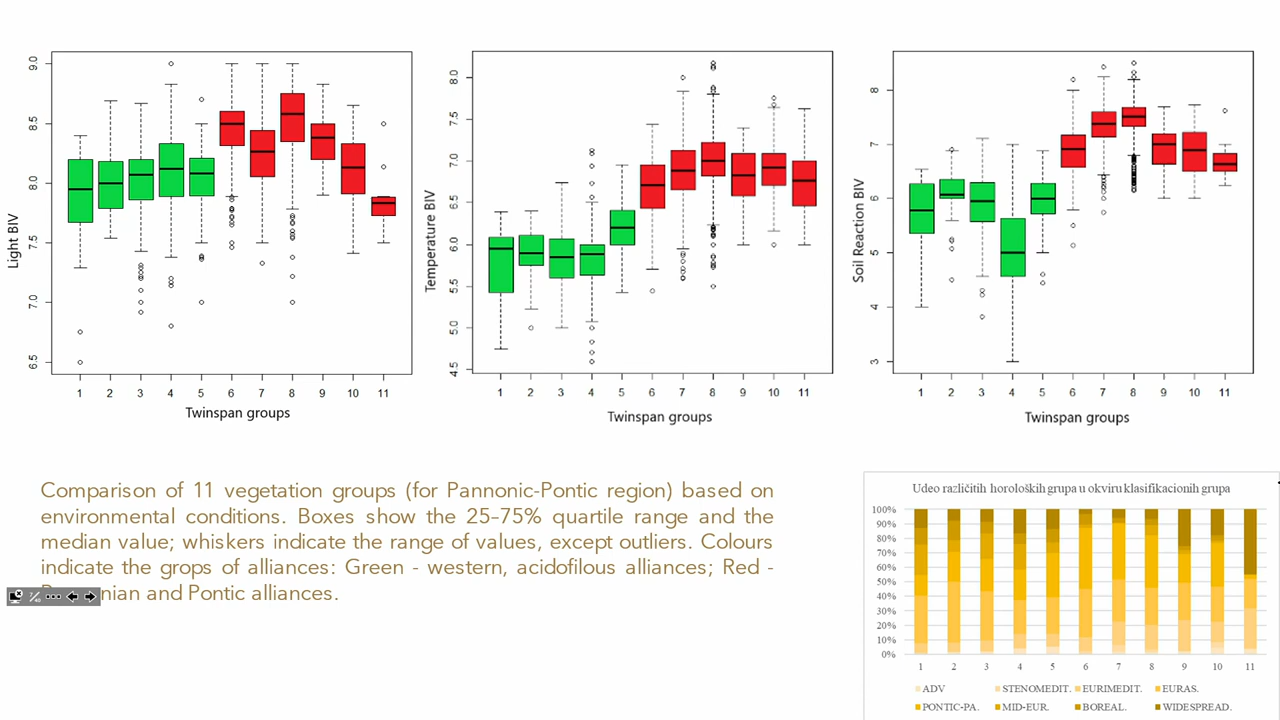 9.0
8.5
8.0
7.5
7.0
6.5
Light BIV
1 2 3 4 5 6 7 8 9 10 11
Twinspan groups
8.0
7.5
7.0
6.5
6.0
5.5
5.0
4.5
Temperature BIV
1 2 3 4 5 6 7 8 9 10 11
Twinspan groups
8
7
6
5
4
3
Soil Reaction BIV
1 2 3 4 5 6 7 8 9 10 11
Twinspan groups
Comparison of 11 vegetation groups (for Pannonic-Pontic region) based on
environmental conditions. Boxes show the 25–75% quartile range and the
median value; whiskers indicate the range of values, except outliers. Colours
indicate the grops of alliances: Green - western, acidofilous alliances; Red -
nian and Pontic alliances.
Udeo različitih horoloških grupa u okviru klasifikacionih grupa
100%
90%
80%
70%
60%
50%
40%
30%
20%
10%
0%
1 2 3 4 5 6 7 8 9 10 11
ADV STENOMEDIT. EURIMEDIT. EURAS.
PONTIC-PA. MID-EUR. BOREAL. WIDESPREAD.